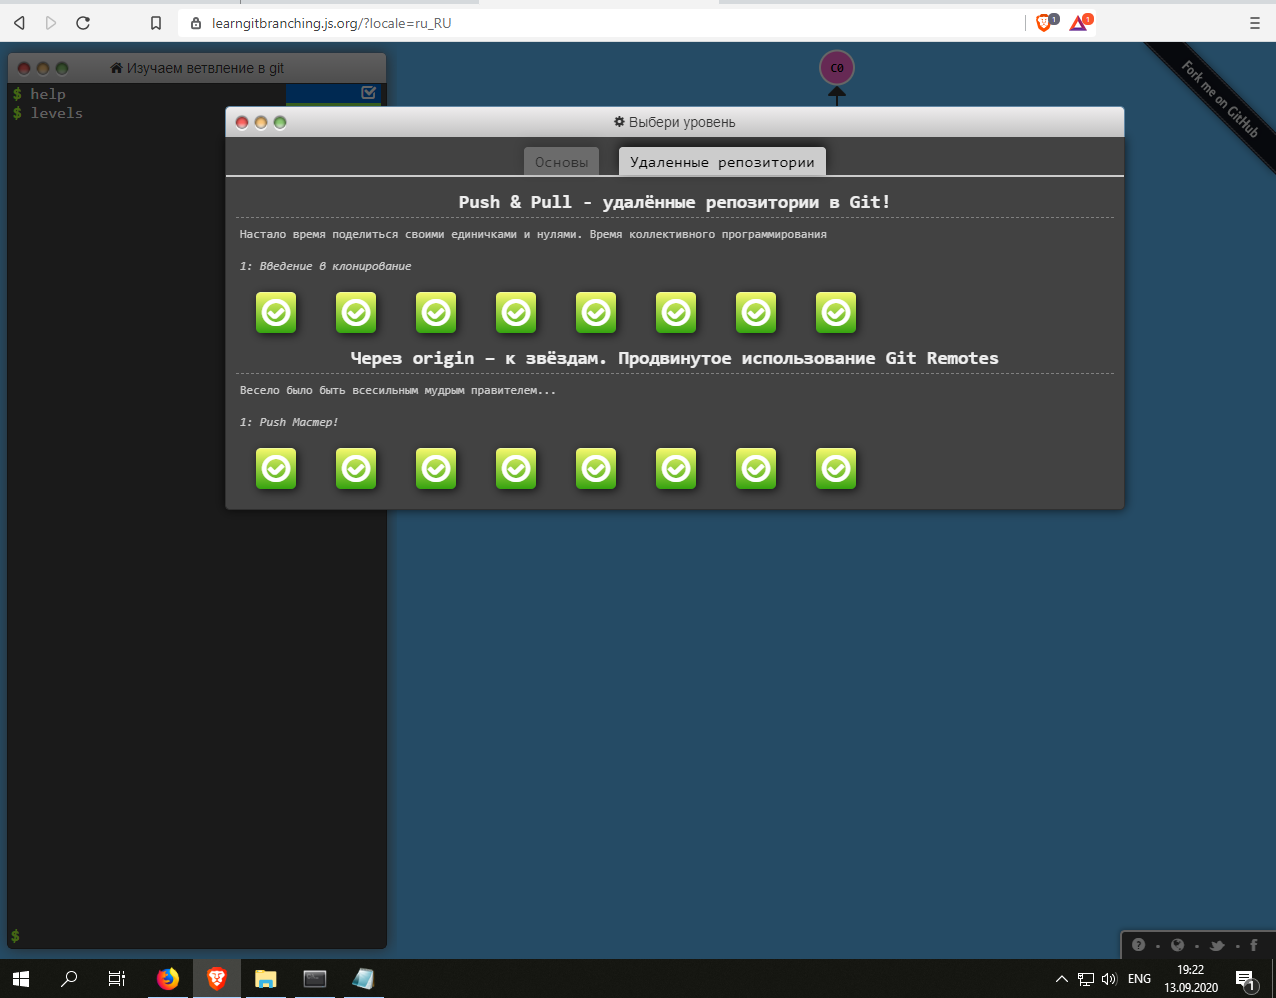 learngitbranching.js.org/?locale=ru_RU
1
1
Изучаем ветвление в git
$ help
$ levels
C0
Fork me on GitHub
Выбери уровень
Основы
Удаленные репозитории
Push & Pull - удалённые репозитории в Git!
Настало время поделиться своими единичками и нулями. Время коллективного программирования
1: Введение в клонирование
Через origin – к звёздам. Продвинутое использование Git Remotes
Весело было быть всесильным мудрым правителем...
1: Push Мастер!
$
ENG
19:22
13.09.2020
1